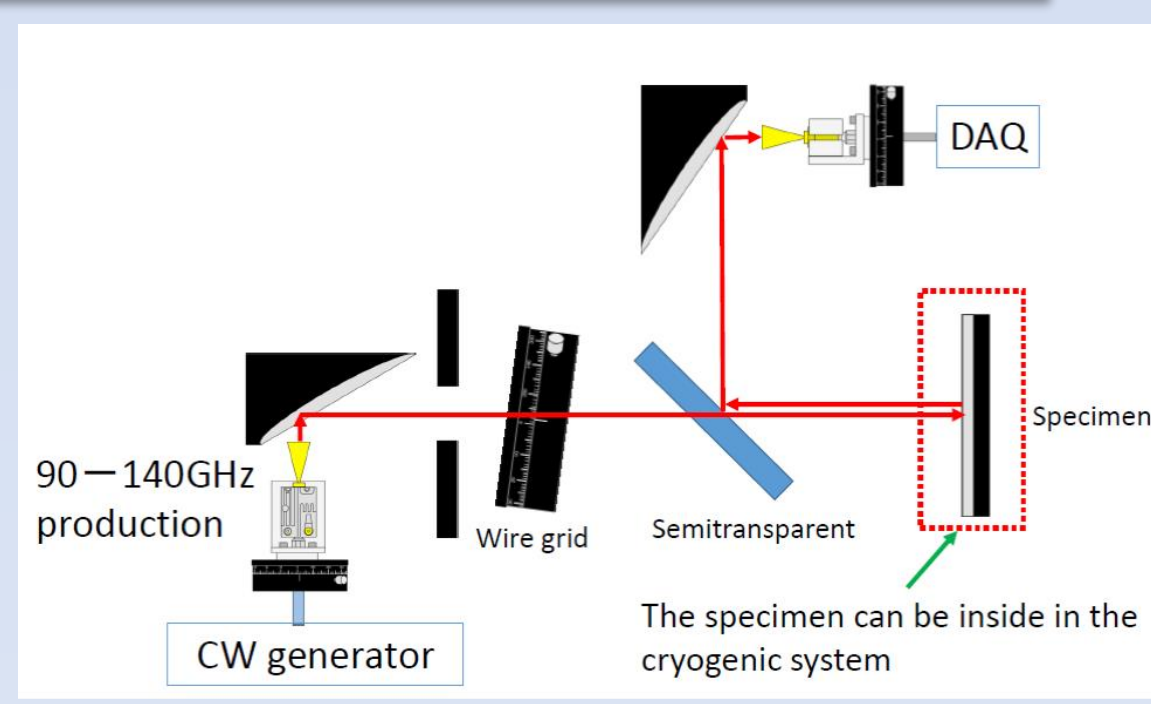 DAQ
Specimen
90－140GHz
production
Wire grid
Semitransparent
The specimen can be inside in the
cryogenic system
CW generator